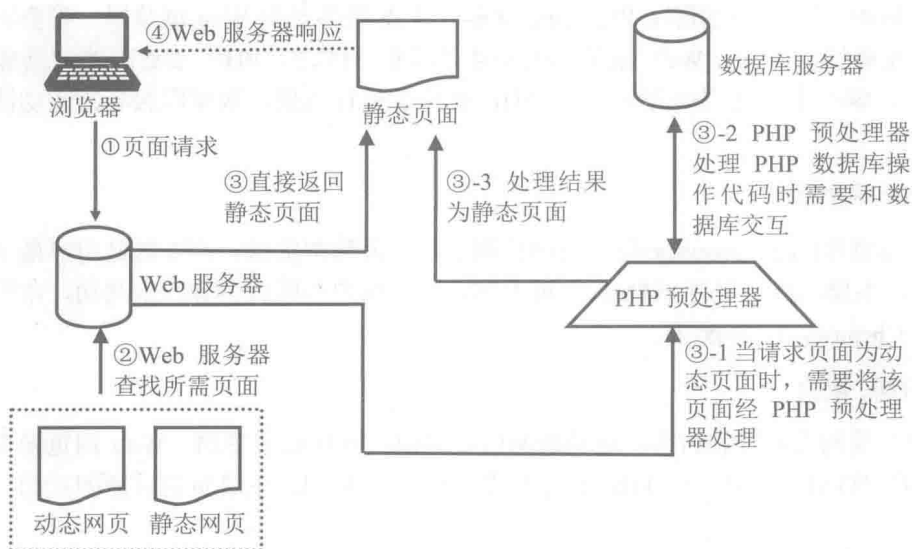 ④Web 服务器响应
浏览器
静态页面
数据库服务器
①页面请求
③直接返回
静态页面
③-3 处理结果
为静态页面
③-2 PHP 预处理器
处理 PHP 数据库操
作代码时需要和数
据库交互
Web 服务器
PHP 预处理器
②Web 服务器
查找所需页面
③-1 当请求页面为动
态页面时，需要将该
页面经 PHP 预处理
器处理
动态网页 静态网页